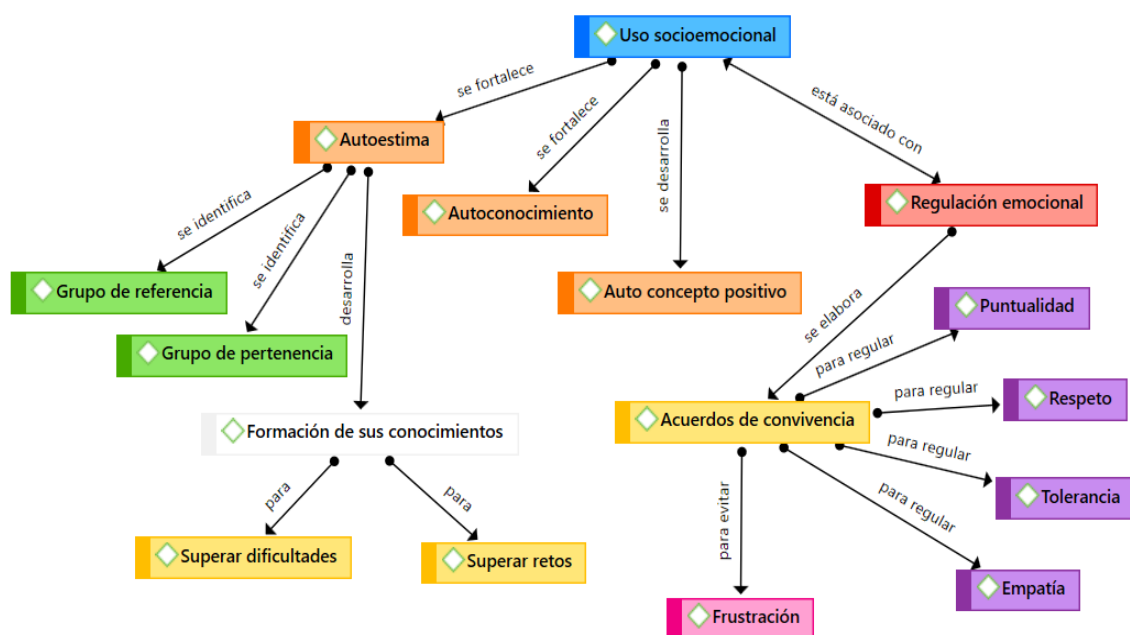 Uso socioemocional
se fortalece
se fortalece
se desarrolla
está asociado con
Autoestima
Autoconocimiento
Regulación emocional
se identifica
se identifica
desarrolla
Grupo de referencia
Auto concepto positivo
se elabora
Puntualidad
Grupo de pertenencia
para regular
para regular
Respeto
Formación de sus conocimientos
Acuerdos de convivencia
para regular
Tolerancia
para
para
para evitar
para regular
Superar dificultades
Superar retos
Empatía
Frustración